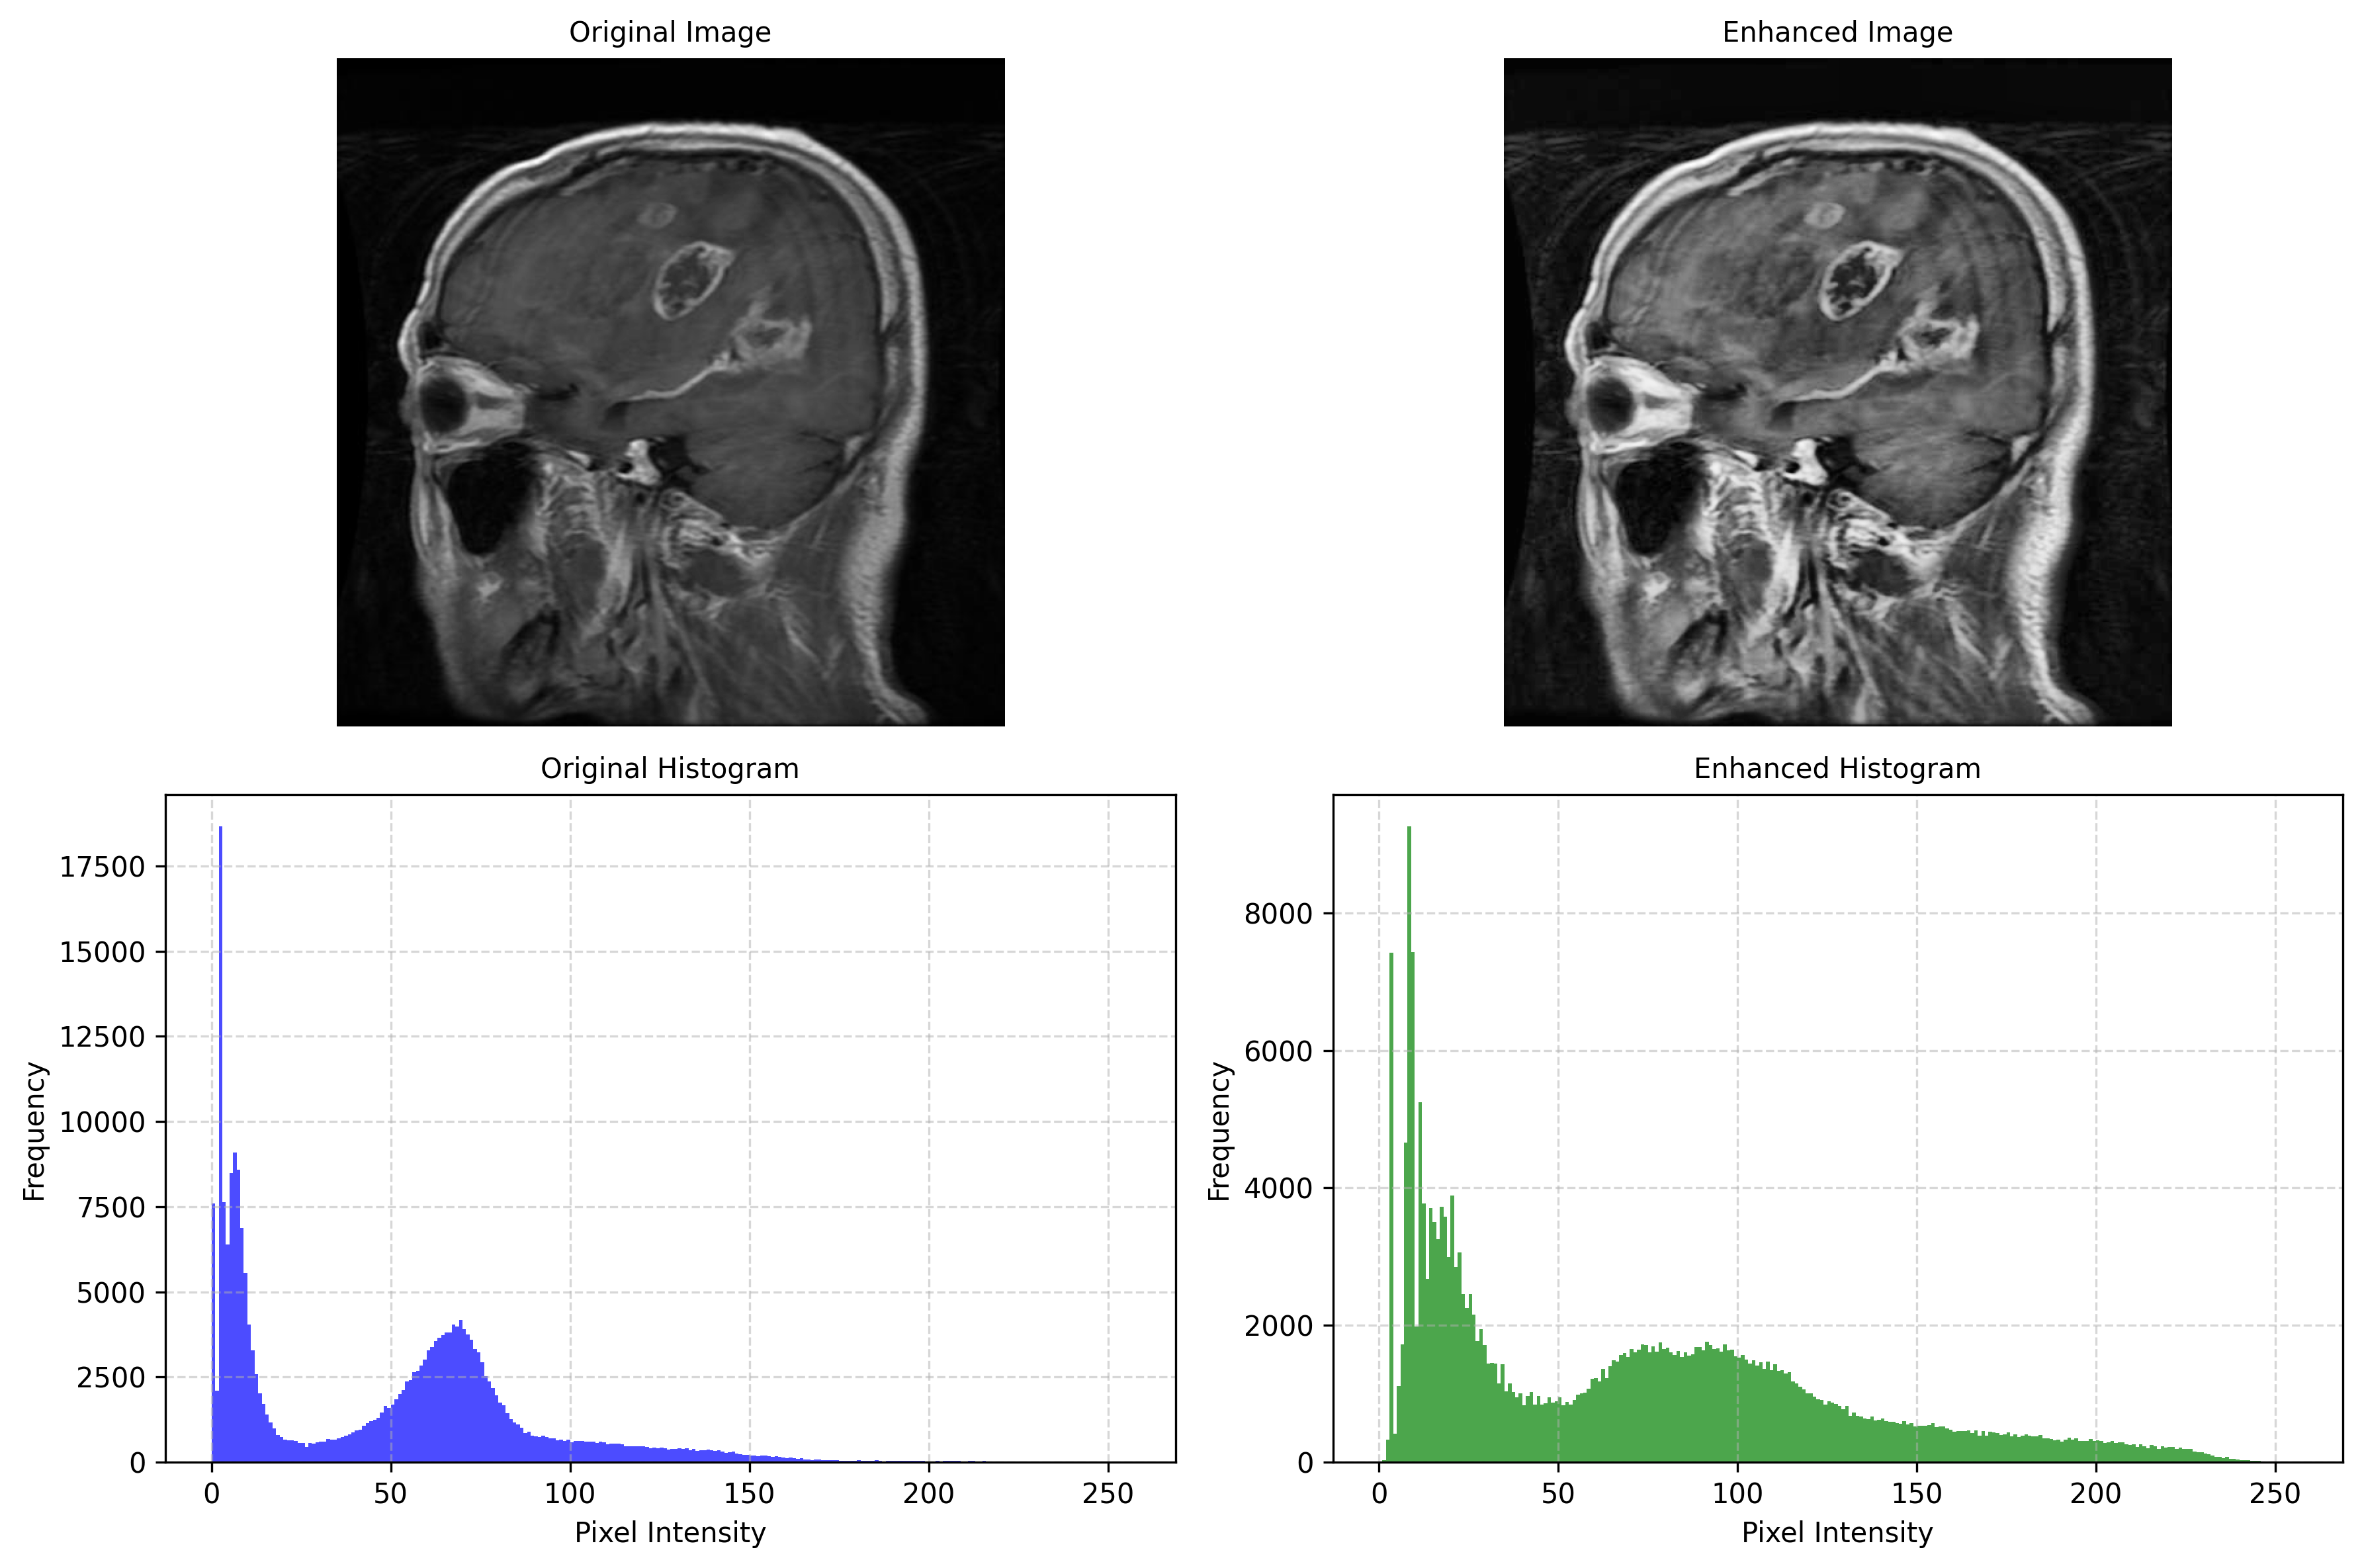 Original Image
Enhanced Image
Original Histogram
Enhanced Histogram
17500
15000
12500
10000
7500
5000
2500
0
Frequency
0 50 100 150 200 250
Pixel Intensity
8000
6000
4000
2000
0
Frequency
0 50 100 150 200 250
Pixel Intensity